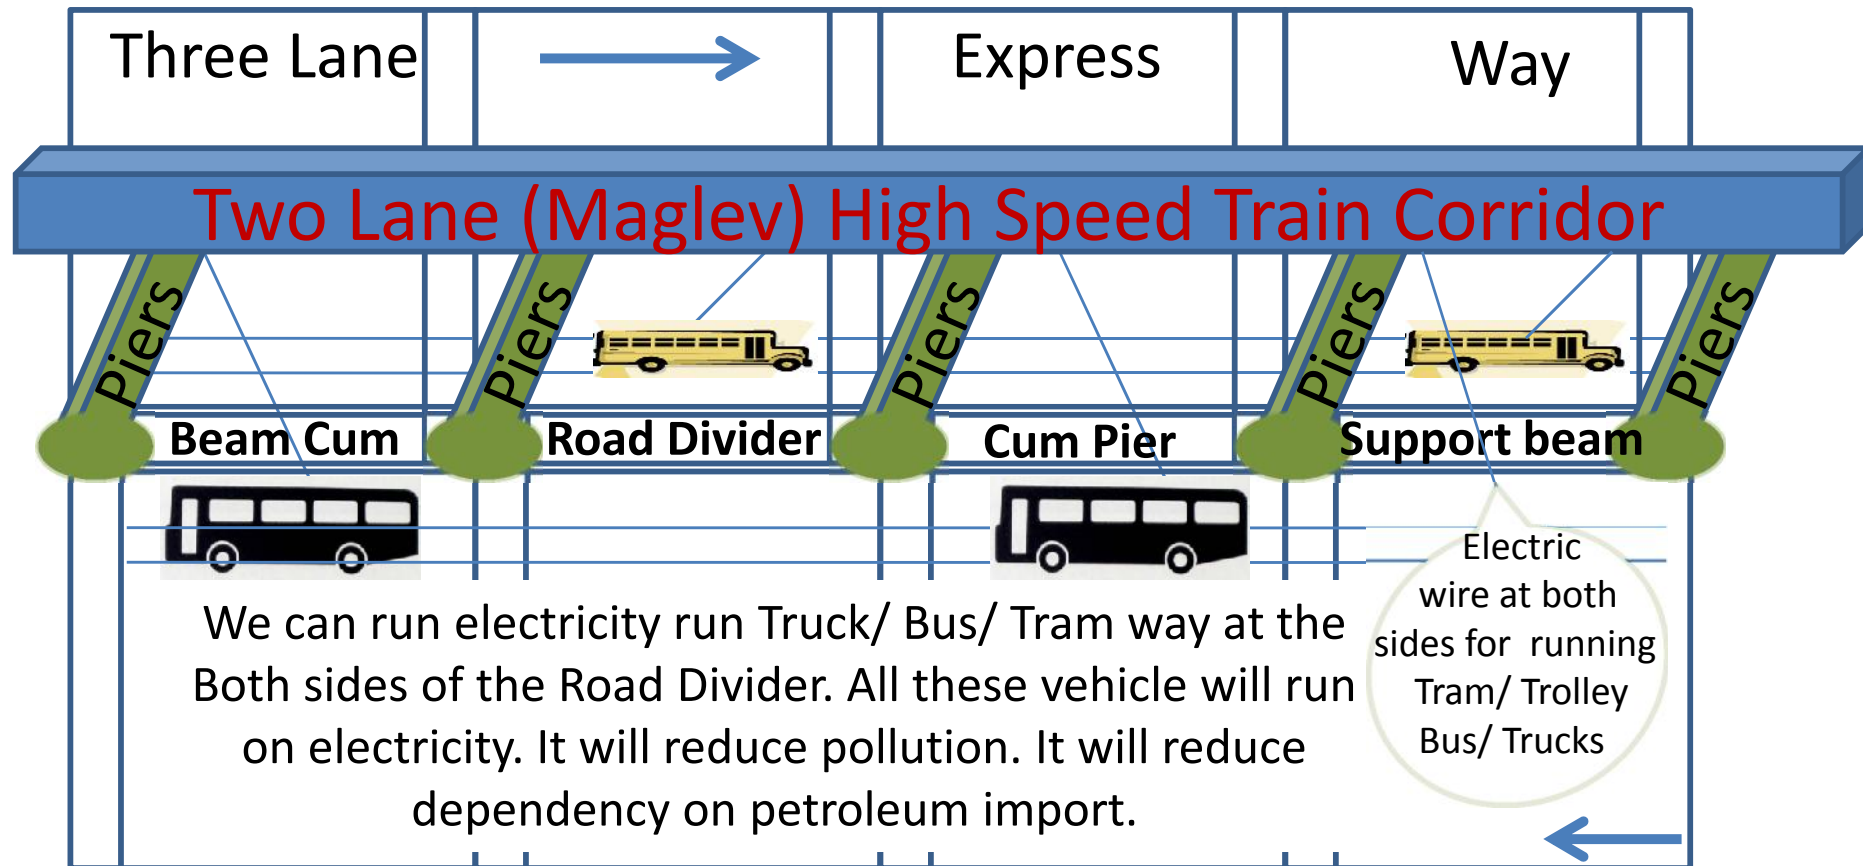 Three Lane Express Way
Two Lane (Maglev) High Speed Train Corridor
Piers Piers Piers Piers Piers
Beam Cum Road Divider Cum Pier Support beam
Electric
wire at both
sides for running
Tram/ Trolley
Bus/ Trucks
We can run electricity run Truck/ Bus/ Tram way at the
Both sides of the Road Divider. All these vehicle will run
on electricity. It will reduce pollution. It will reduce
dependency on petroleum import.